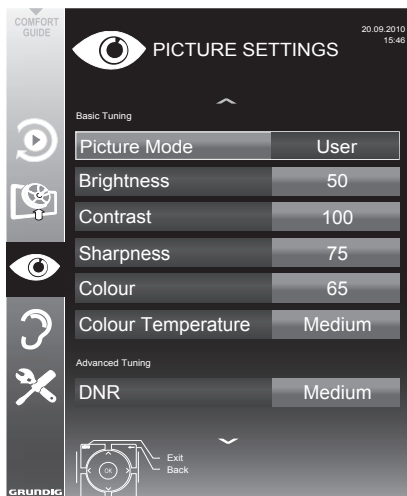 COMFORT
GUIDE
PICTURE SETTINGS
20.09.2010
15:46
Basic Tuning
Picture Mode User
Brightness 50
Contrast 100
Sharpness 75
Colour 65
Colour Temperature Medium
Advanced Tuning
DNR Medium
Exit
Back
OK
GRUNDIG